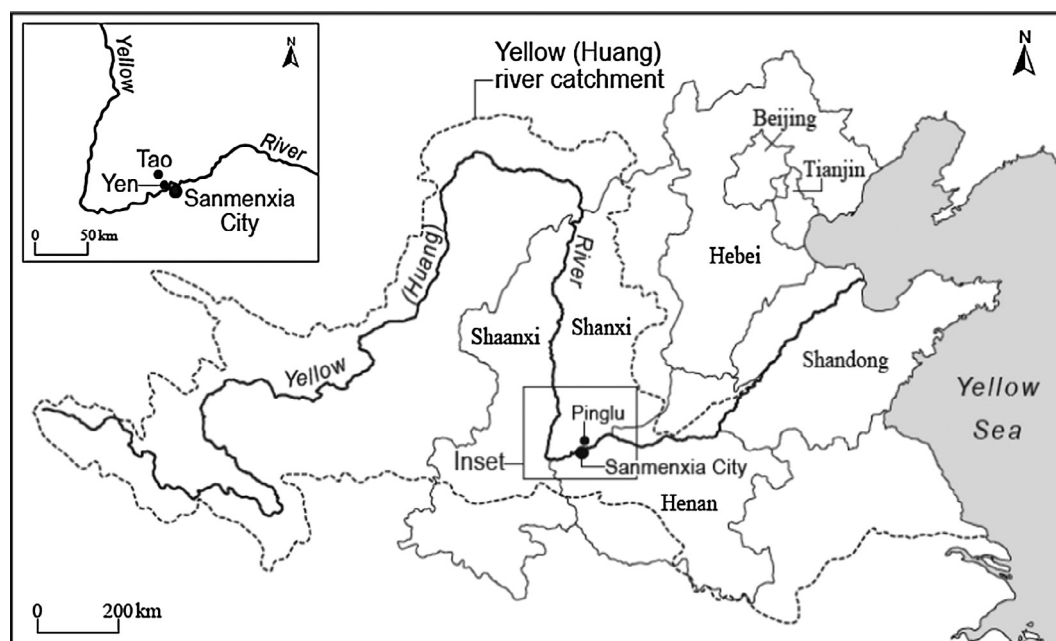 Yellow
N
River
Tao
Yen
Sanmenxia
City
0 50 km
Yellow (Huang)
river catchment
N
Beijing
Tianjin
Hebei
(Huang)
River
Shaanxi
Shanxi
Shandong
Yellow
Yellow
Sea
Pinglu
Inset
Sanmenxia City
Henan
0 200 km